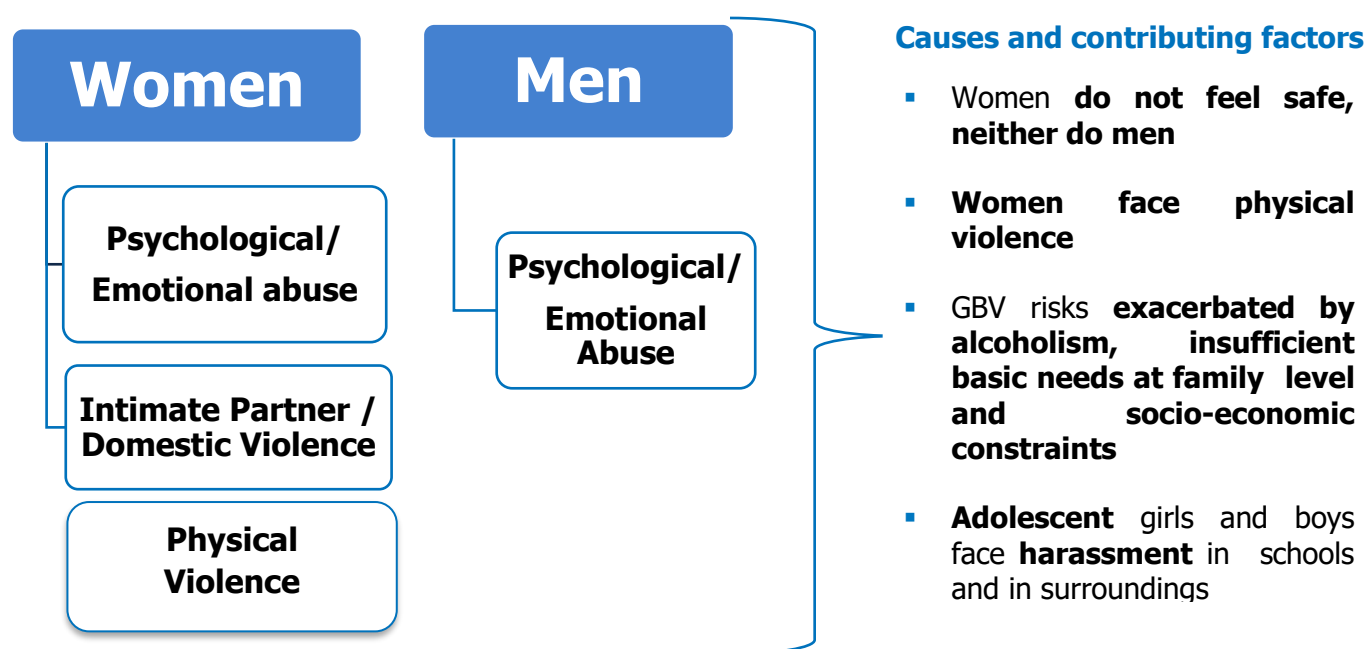 Women
Psychological/
Emotional abuse
Intimate Partner /
Domestic Violence
Physical
Violence
Men
Psychological/
Emotional
Abuse
Causes and contributing factors
▪ Women do not feel safe,
neither do men
▪ Women face physical
violence
▪ GBV risks exacerbated by
alcoholism, insufficient
basic needs at family level
and socio-economic
constraints
▪ Adolescent girls and boys
face harassment in schools
and in surroundings